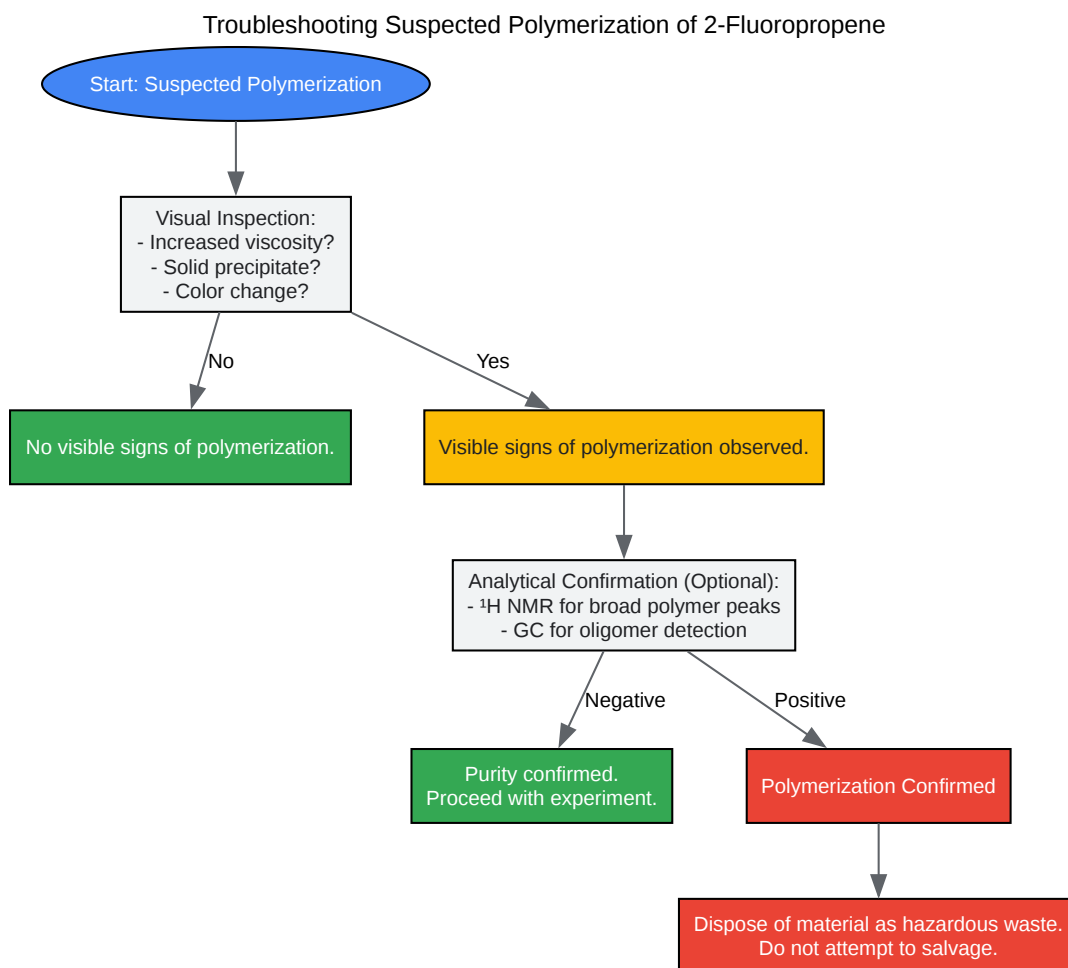 Troubleshooting Suspected Polymerization of 2-Fluoropropene
Start: Suspected Polymerization
Visual Inspection:
- Increased viscosity?
- Solid precipitate?
- Color change?
No
Yes
No visible signs of polymerization.
Visible signs of polymerization observed.
Analytical Confirmation (Optional):
- ¹H NMR for broad polymer peaks
- GC for oligomer detection
Negative
Positive
Purity confirmed.
Proceed with experiment.
Polymerization Confirmed
Dispose of material as hazardous waste.
Do not attempt to salvage.